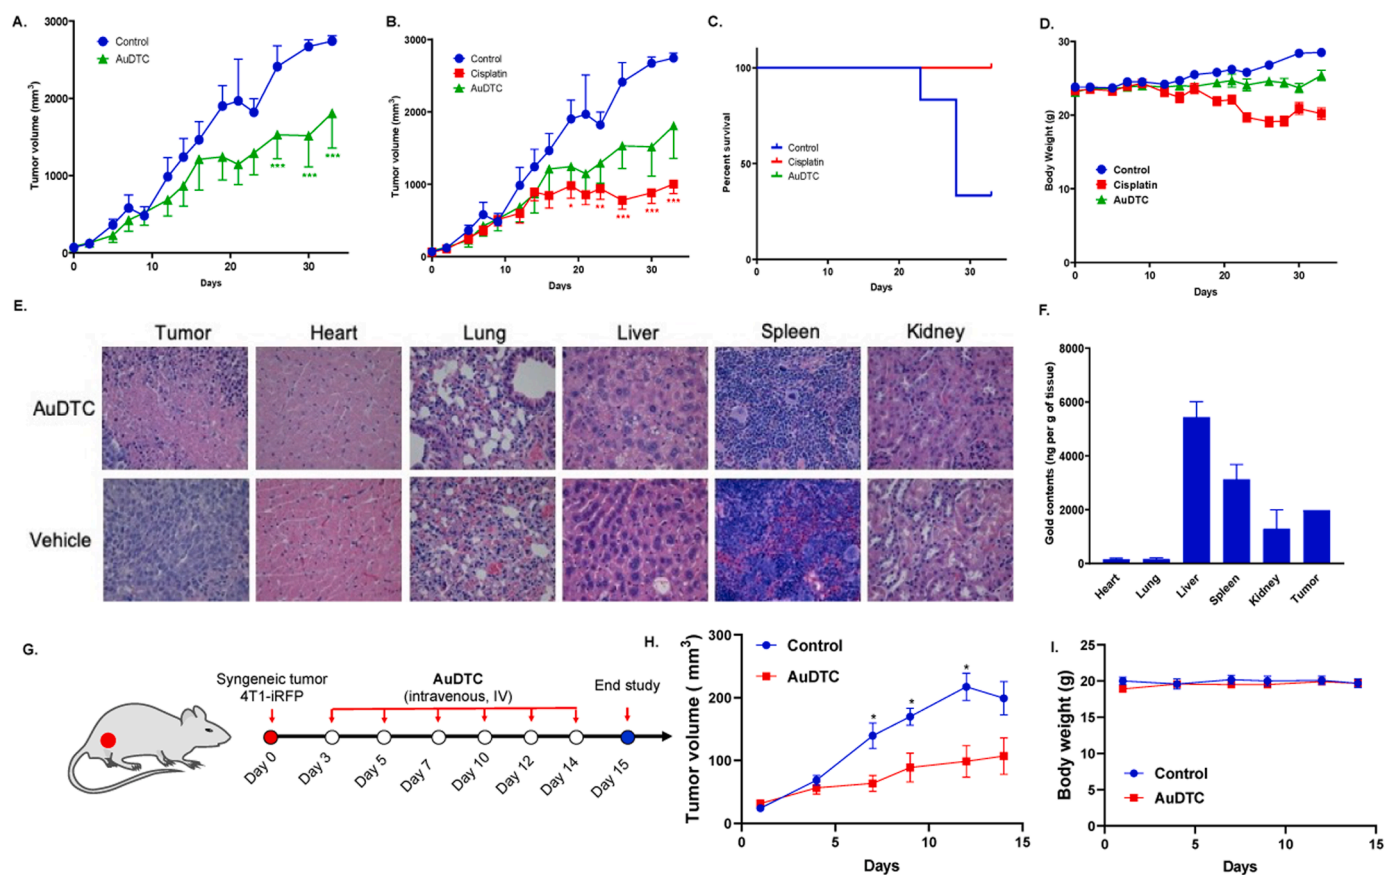 A.
Tumor volume (mm³)
3000
2000
1000
0
0 10 20 30
Days
Control
AuDTC
***
***
***
B.
Tumor volume (mm³)
3000
2000
1000
0
0 10 20 30
Days
Control
Cisplatin
AuDTC
*
**
***
***
***
C.
Percent survival
100
50
0
0 10 20 30
Days
Control
Cisplatin
AuDTC
D.
Body Weight (g)
30
20
10
0
0 10 20 30
Days
Control
Cisplatin
AuDTC
E.
Tumor Heart Lung Liver Spleen Kidney
AuDTC
Vehicle
F.
Gold contents (ng per g of tissue)
8000
6000
4000
2000
0
Heart Lung Liver Spleen Kidney Tumor
G.
Syngeneic tumor
4T1-iRFP
AuDTC
(intravenous, IV)
End study
Day 0 Day 3 Day 5 Day 7 Day 10 Day 12 Day 14 Day 15
H.
Tumor volume ( mm³)
300
200
100
0
0 5 10 15
Days
Control
AuDTC
*
*
*
I.
Body weight (g)
25
20
15
10
5
0
0 5 10 15
Days
Control
AuDTC